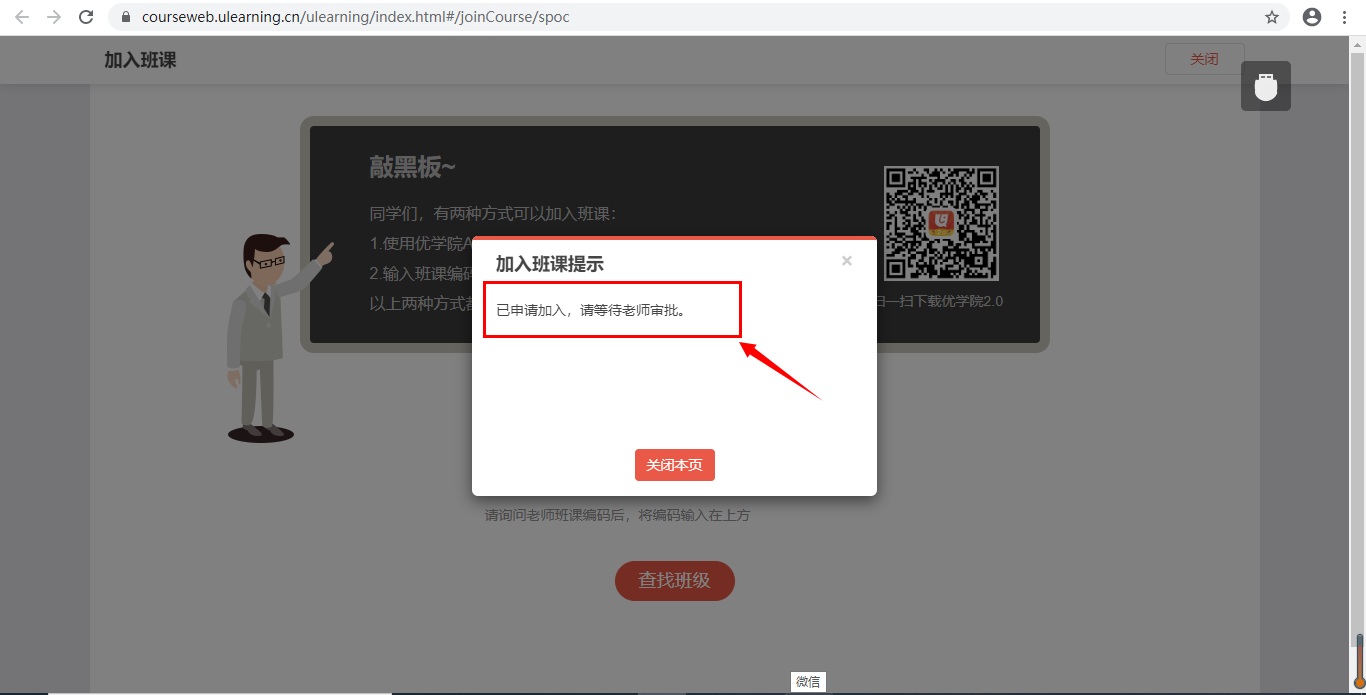 courseweb.ulearning.cn/ulearning/index.html#/joinCourse/spoc
加入班课
关闭
敲黑板~
同学们，有两种方式可以加入班课：
1.使用优学院A
2.输入班课编码
以上两种方式都
扫一扫下载优学院2.0
加入班课提示
×
已申请加入，请等待老师审批。
关闭本页
请询问老师班课编码后，将编码输入在上方
查找班级
微信